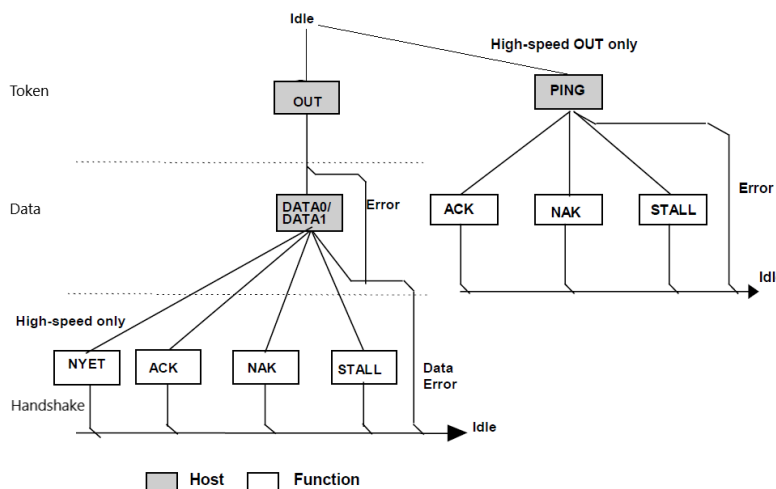 Idle
High-speed OUT only
Token
OUT
PING
Data
DATA0/
DATA1
Error
ACK
NAK
STALL
Error
Idl
High-speed only
NYET
ACK
NAK
STALL
Data
Error
Handshake
Idle
Host
Function